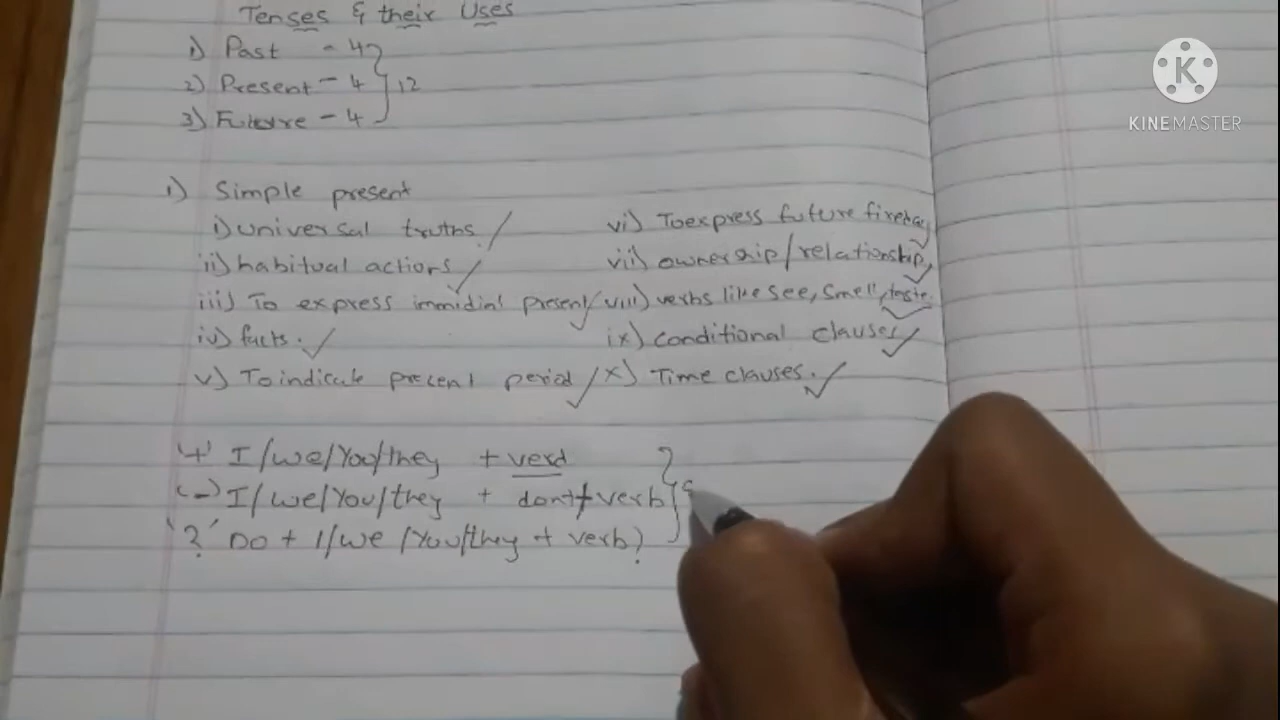 Tenses & their Uses
1) Past - 4
2) Present - 4
3) Future - 4
12
1) Simple present
i) universal truths.
ii) habitual actions
iii) To express immidint present
iv) facts.
v) To indicate present period
vi) To express future
vii) ownership/relationship,
viii) verbs like see, smell, taste.
ix) conditional clauses
x) Time clauses.
'+' I/we/You/they + verd
(-) I/we/You/they + dont + verb
'?' Do + I/we/You/they + verb?
KINEMASTER